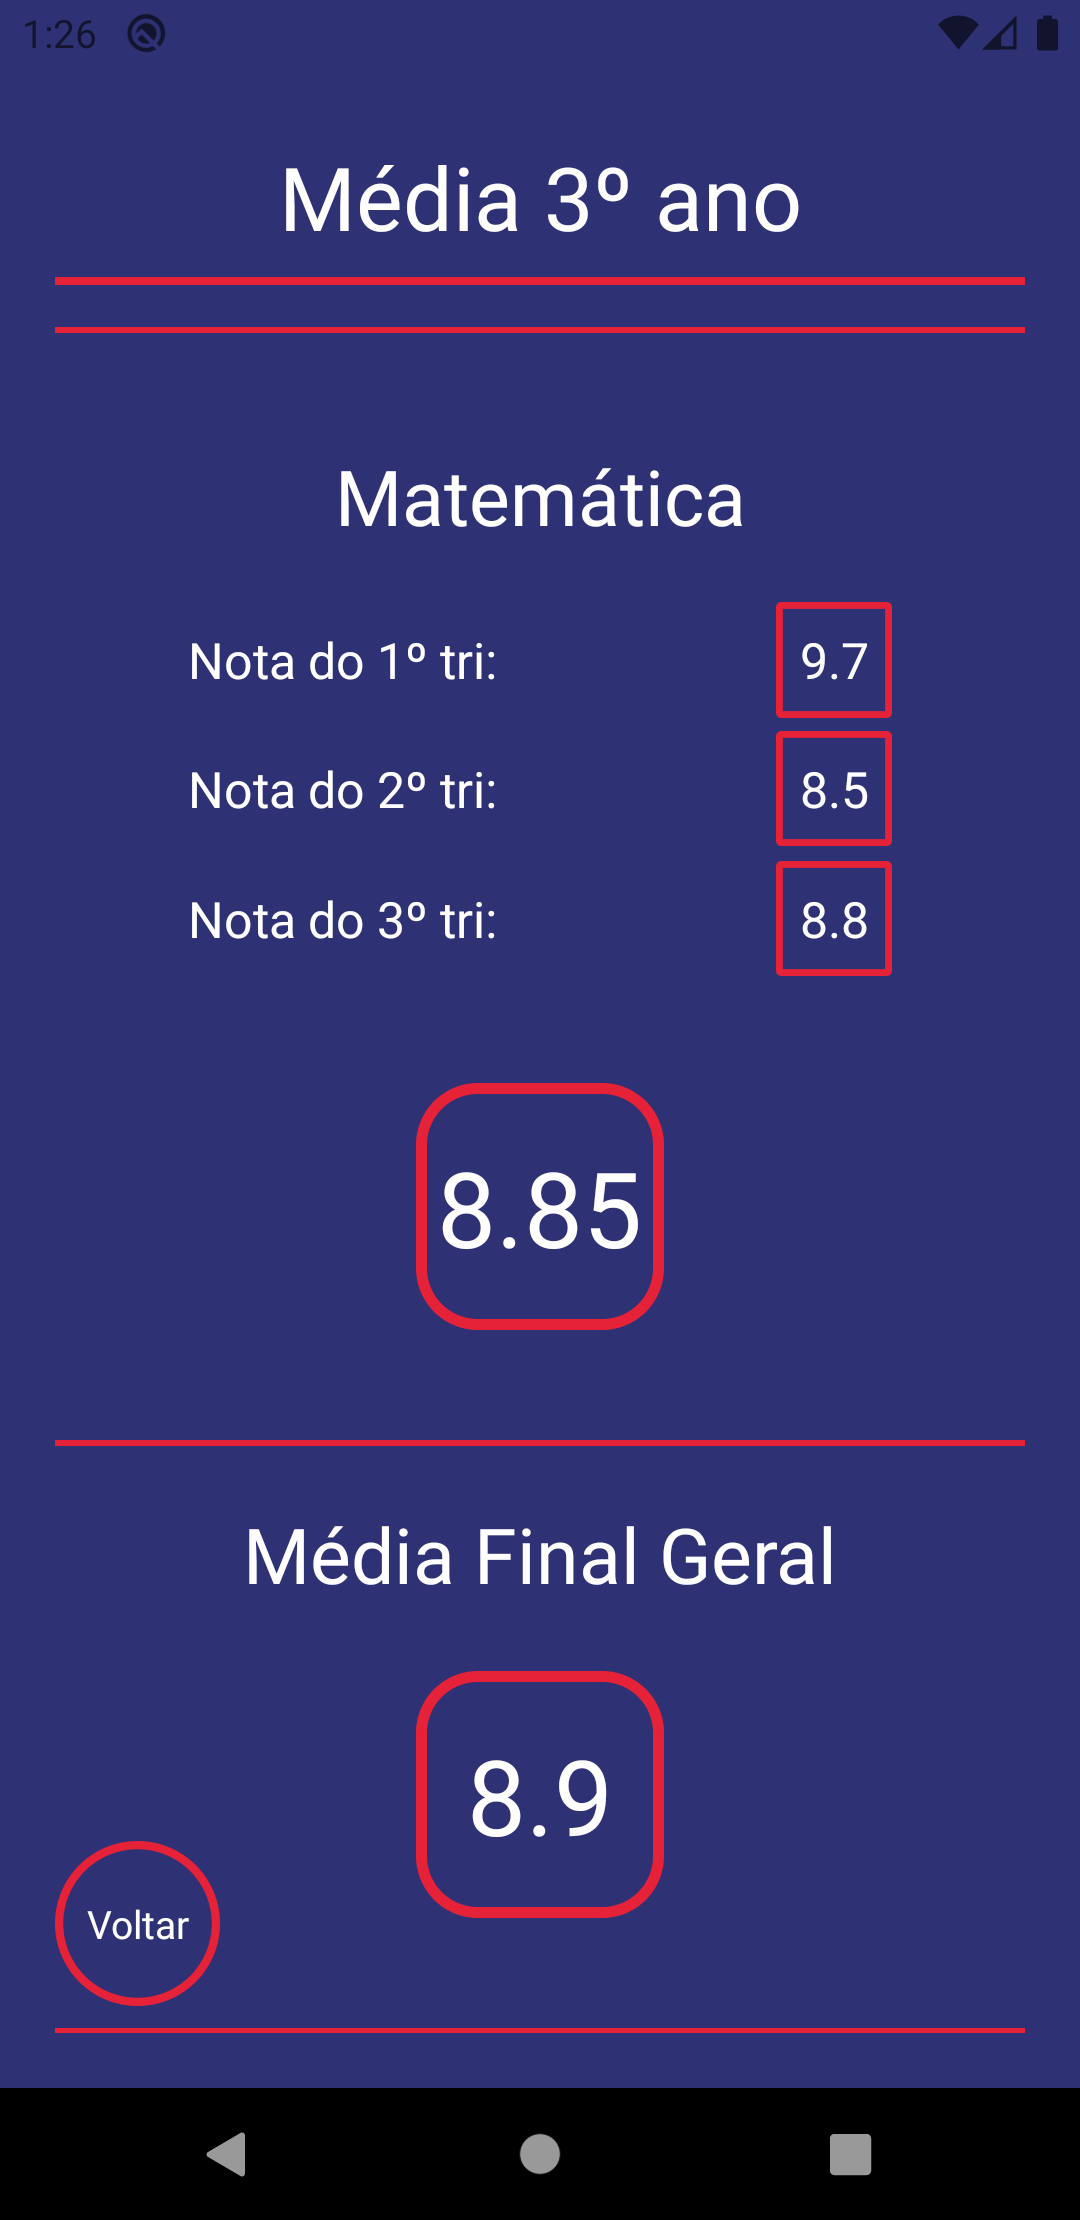 1:26
Média 3º ano
Matemática
Nota do 1º tri: 9.7
Nota do 2º tri: 8.5
Nota do 3º tri: 8.8
8.85
Média Final Geral
8.9
Voltar